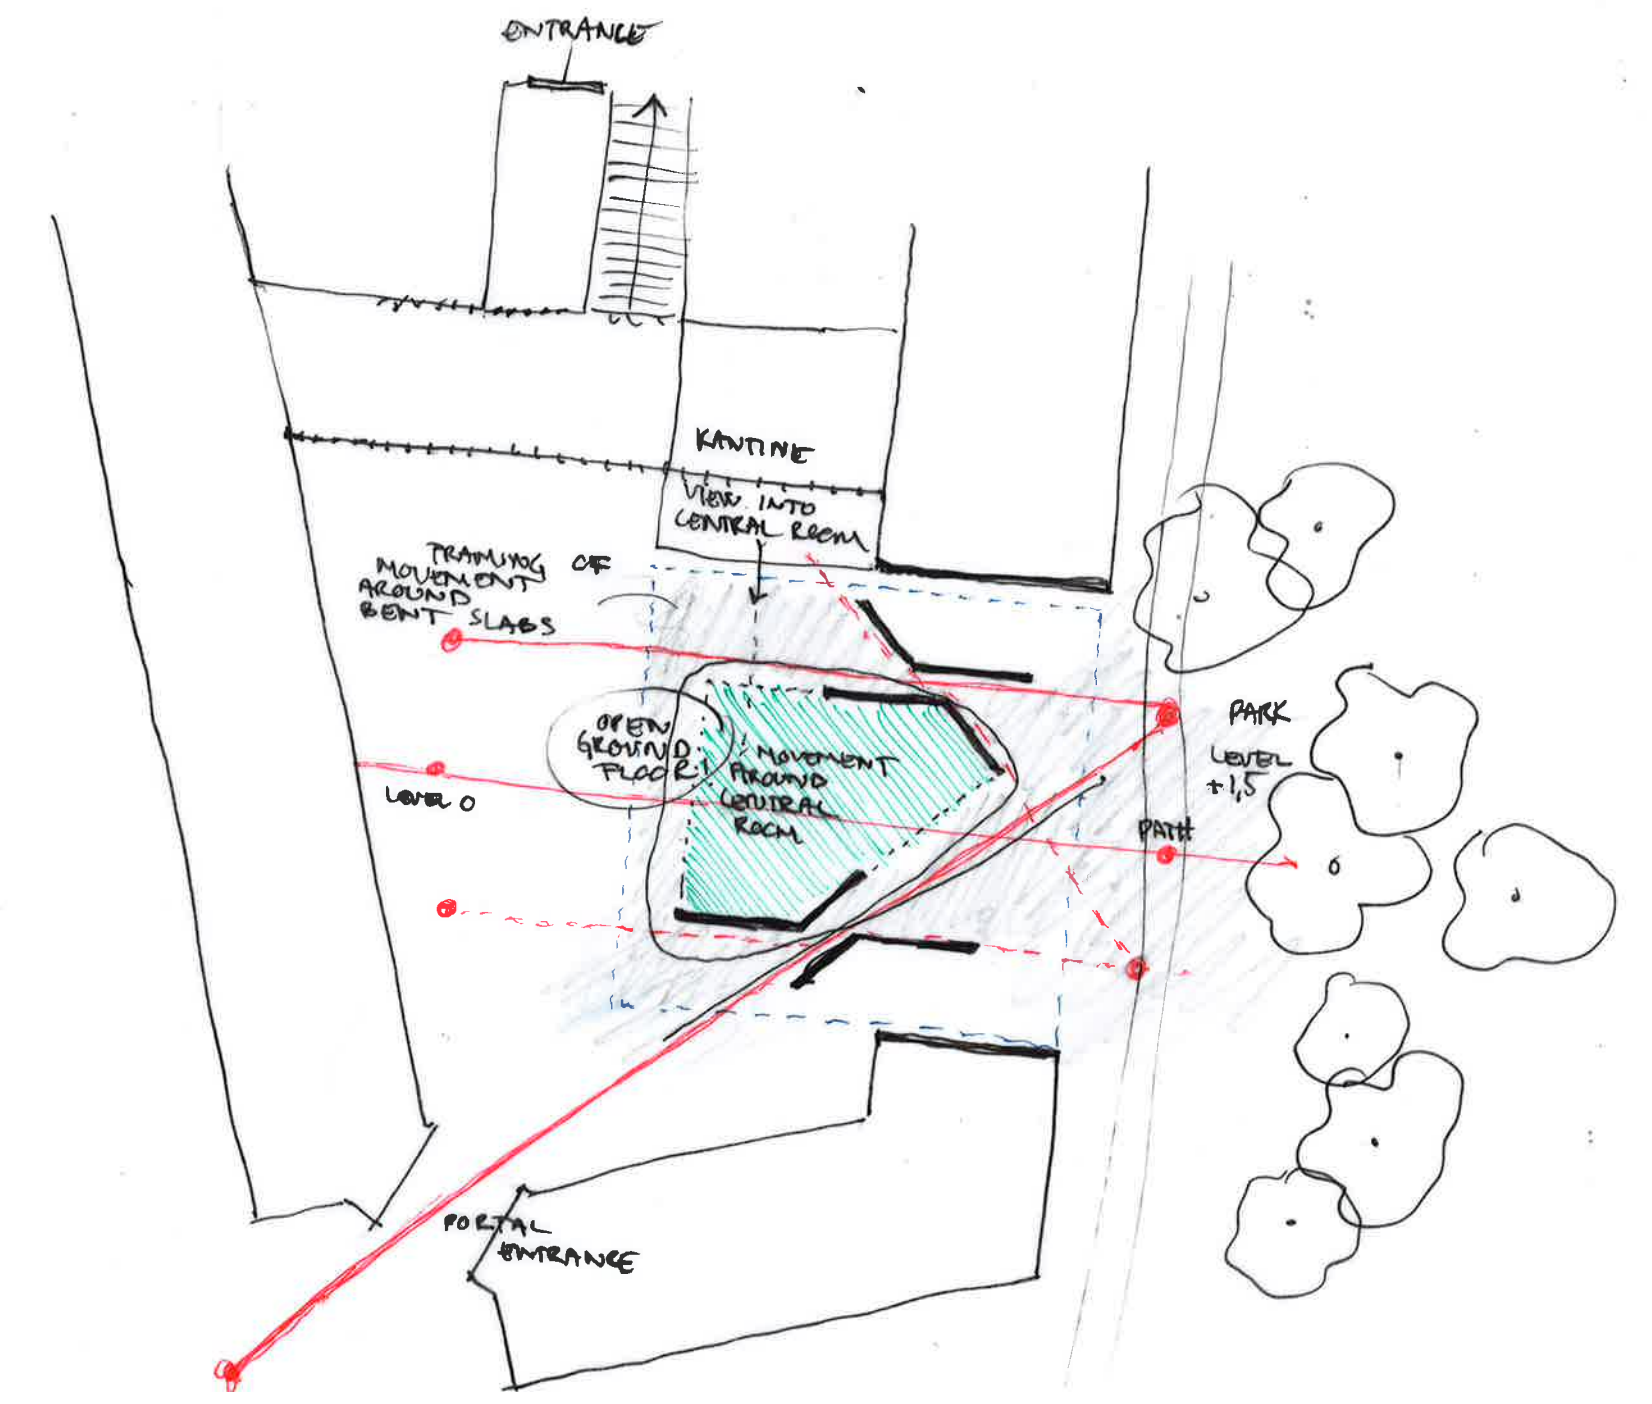 ENTRANCE
KANTINE
VIEW INTO
CENTRAL ROOM
FRAMING OF
MOVEMENT
AROUND
BENT SLABS
OPEN
GROUND
FLOOR
MOVEMENT
AROUND
CENTRAL
ROOM
LEVEL 0
PARK
LEVEL
+1,5
PATH
PORTAL
ENTRANCE